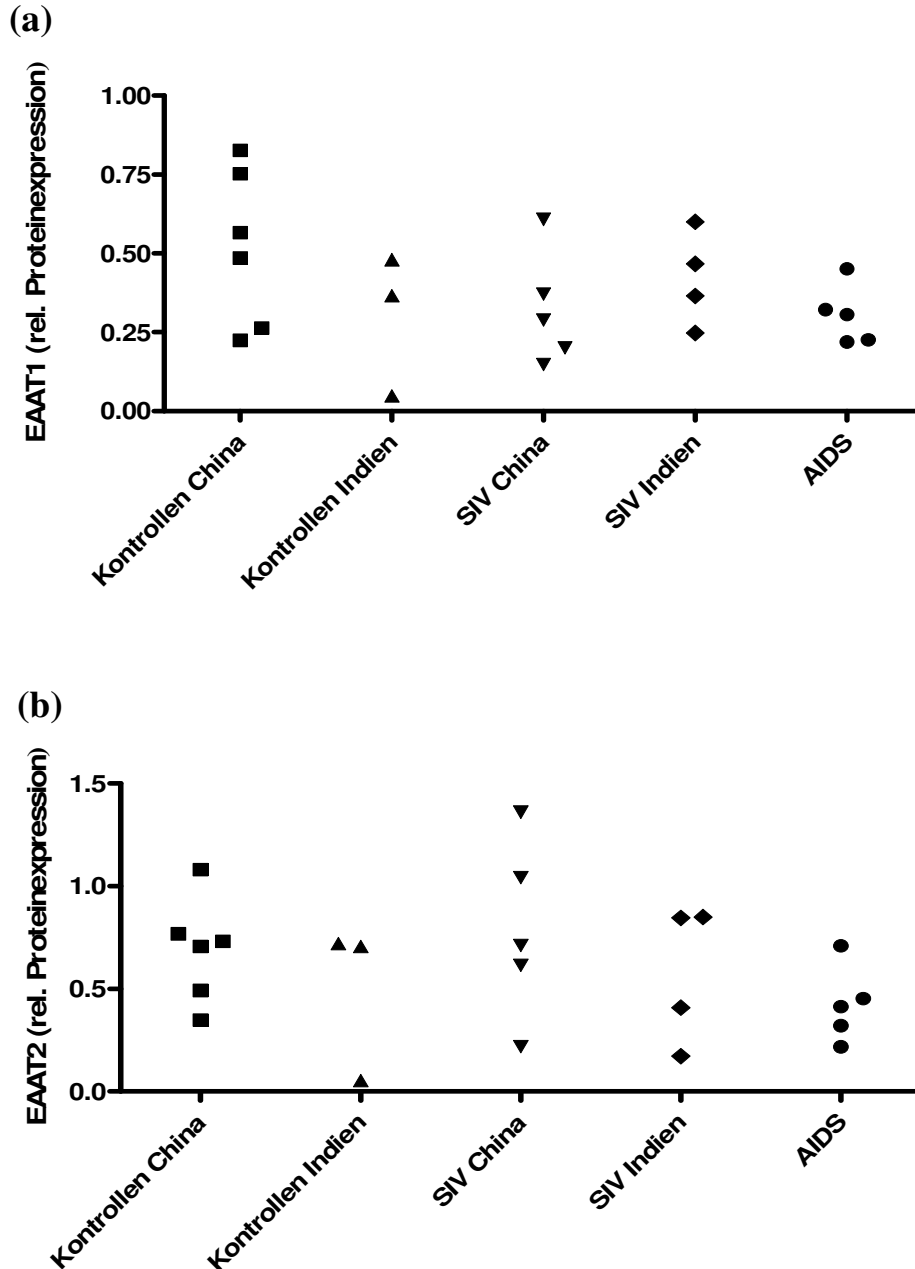 (a)
EAAT1 (rel. Proteinexpression)
1.00
0.75
0.50
0.25
0.00
Kontrollen China
Kontrollen Indien
SIV China
SIV Indien
AIDS
(b)
EAAT2 (rel. Proteinexpression)
1.5
1.0
0.5
0.0
Kontrollen China
Kontrollen Indien
SIV China
SIV Indien
AIDS